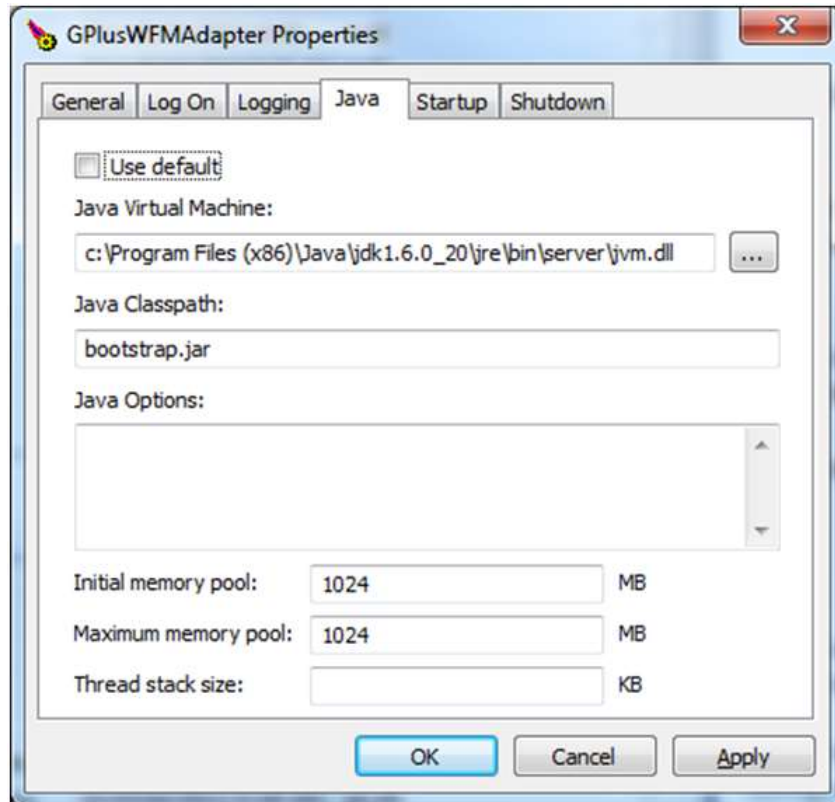 GPlusWFMAdapter Properties
General Log On Logging Java Startup Shutdown
Use default
Java Virtual Machine:
c:\Program Files (x86)\Java\jdk1.6.0_20\jre\bin\server\jvm.dll ...
Java Classpath:
bootstrap.jar
Java Options:
Initial memory pool: 1024 MB
Maximum memory pool: 1024 MB
Thread stack size: KB
OK Cancel Apply